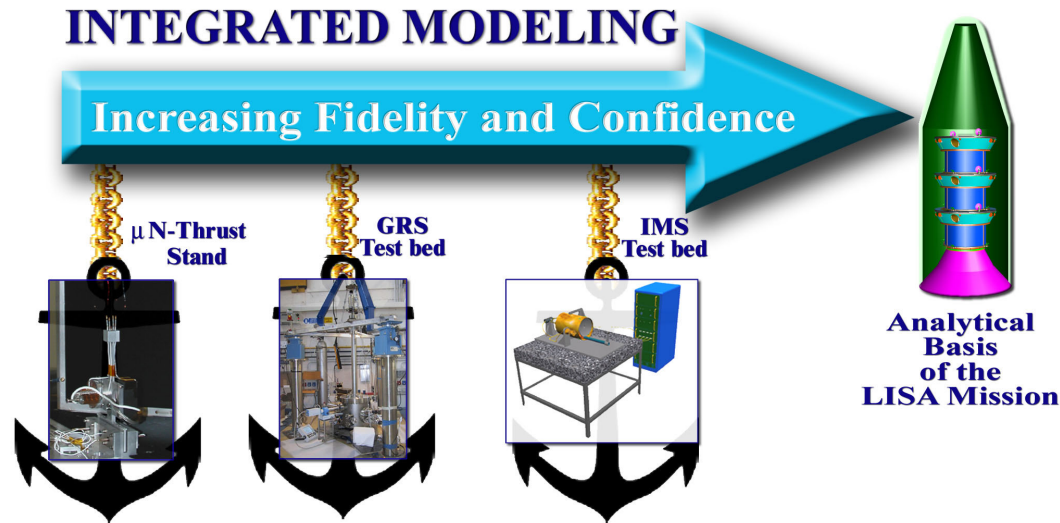 INTEGRATED MODELING
Increasing Fidelity and Confidence
μ N-Thrust
Stand
GRS
Test bed
IMS
Test bed
Analytical
Basis
of the
LISA Mission